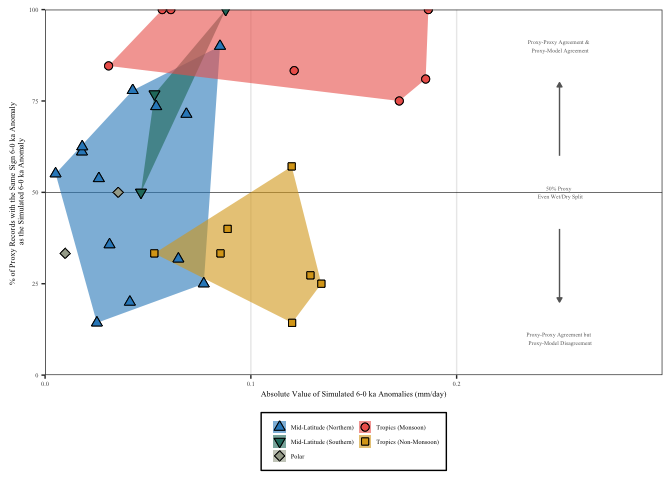 % of Proxy Records with the Same Sign 6-0 ka Anomaly
as the Simulated 6-0 ka Anomaly
100
75
50
25
0
0.0
0.1
0.2
Absolute Value of Simulated 6-0 ka Anomalies (mm/day)
Proxy-Proxy Agreement &
Proxy-Model Agreement
50% Proxy
Even Wet/Dry Split
Proxy-Proxy Agreement but
Proxy-Model Disagreement
Mid-Latitude (Northern)
Tropics (Monsoon)
Mid-Latitude (Southern)
Tropics (Non-Monsoon)
Polar